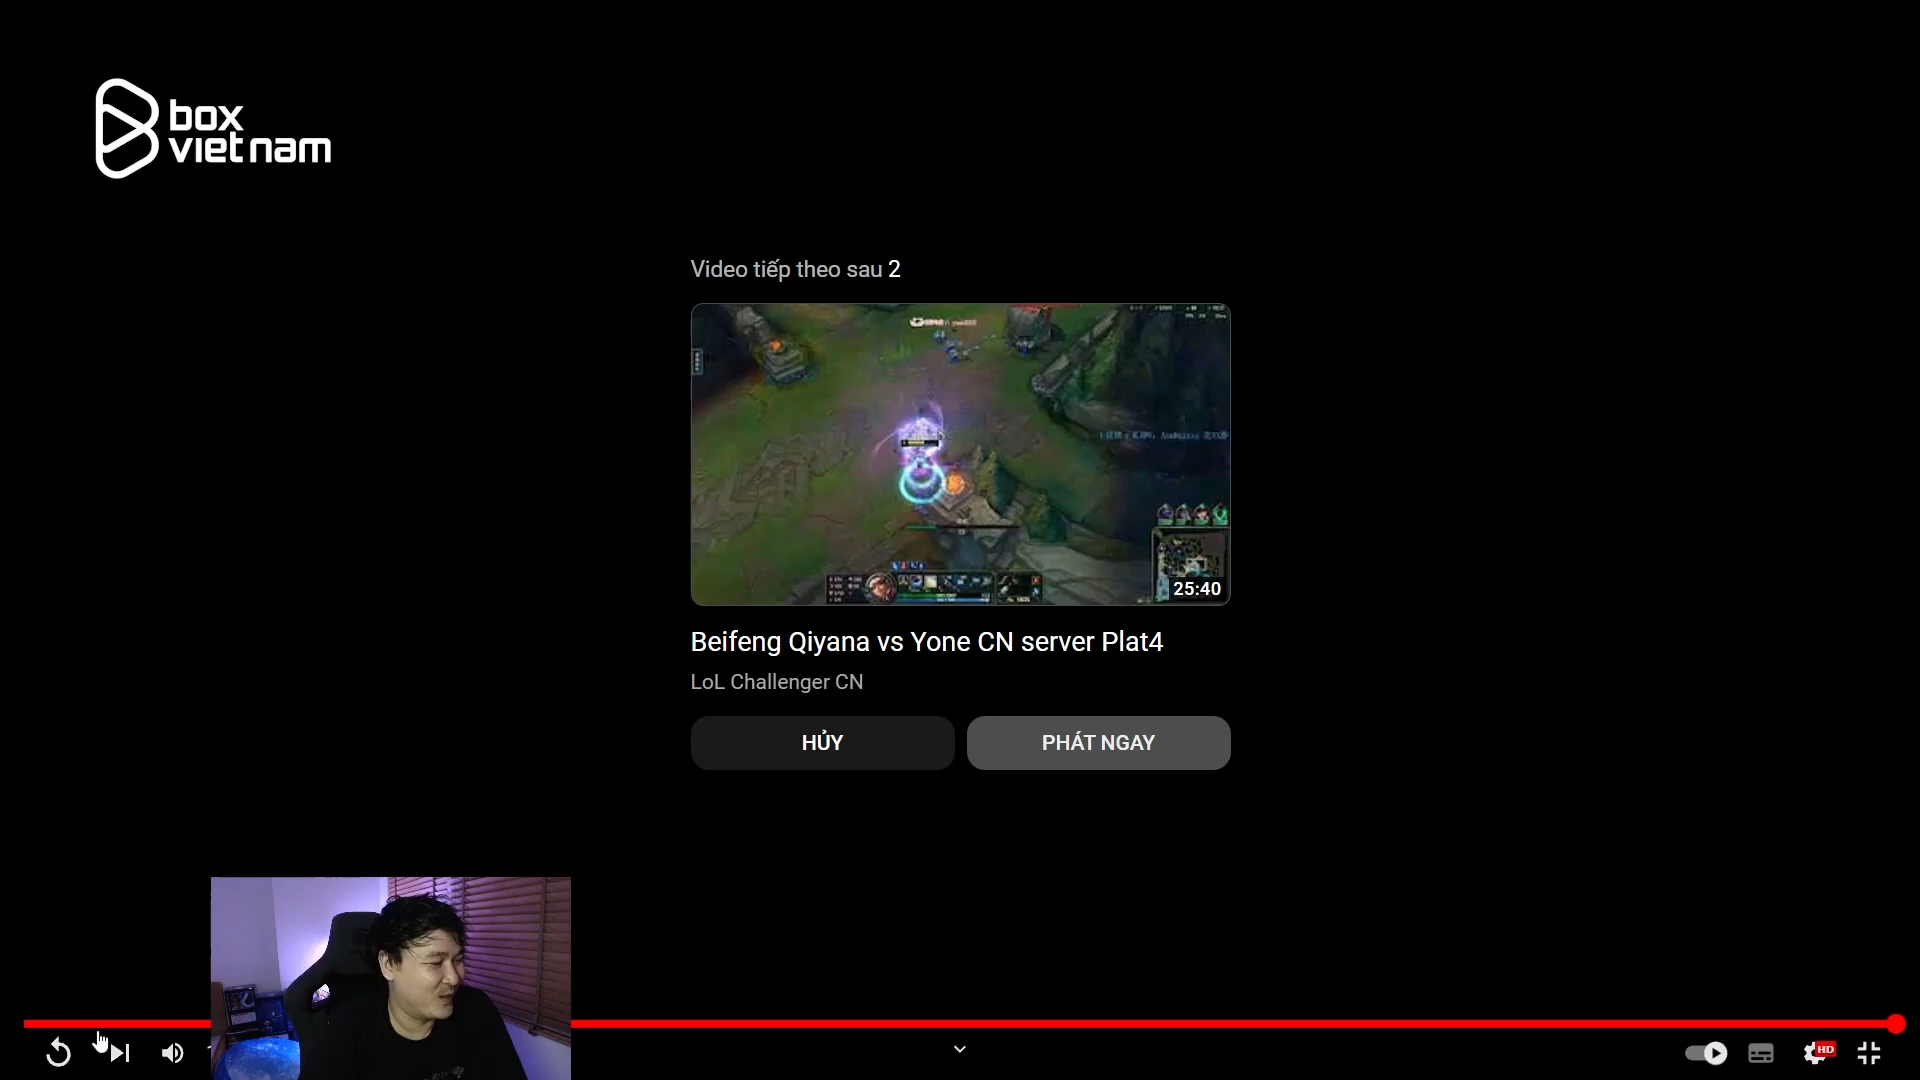 box
vietnam
Video tiếp theo sau 2
25:40
Beifeng Qiyana vs Yone CN server Plat4
LoL Challenger CN
HỦY
PHÁT NGAY
HD